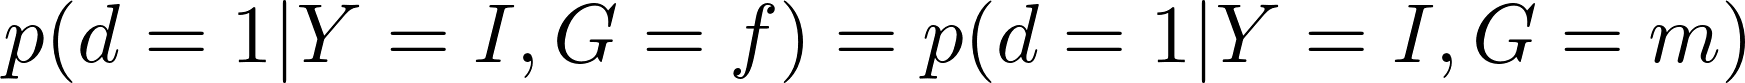 p(d = 1|Y = I, G = f) = p(d = 1|Y = I, G = m)